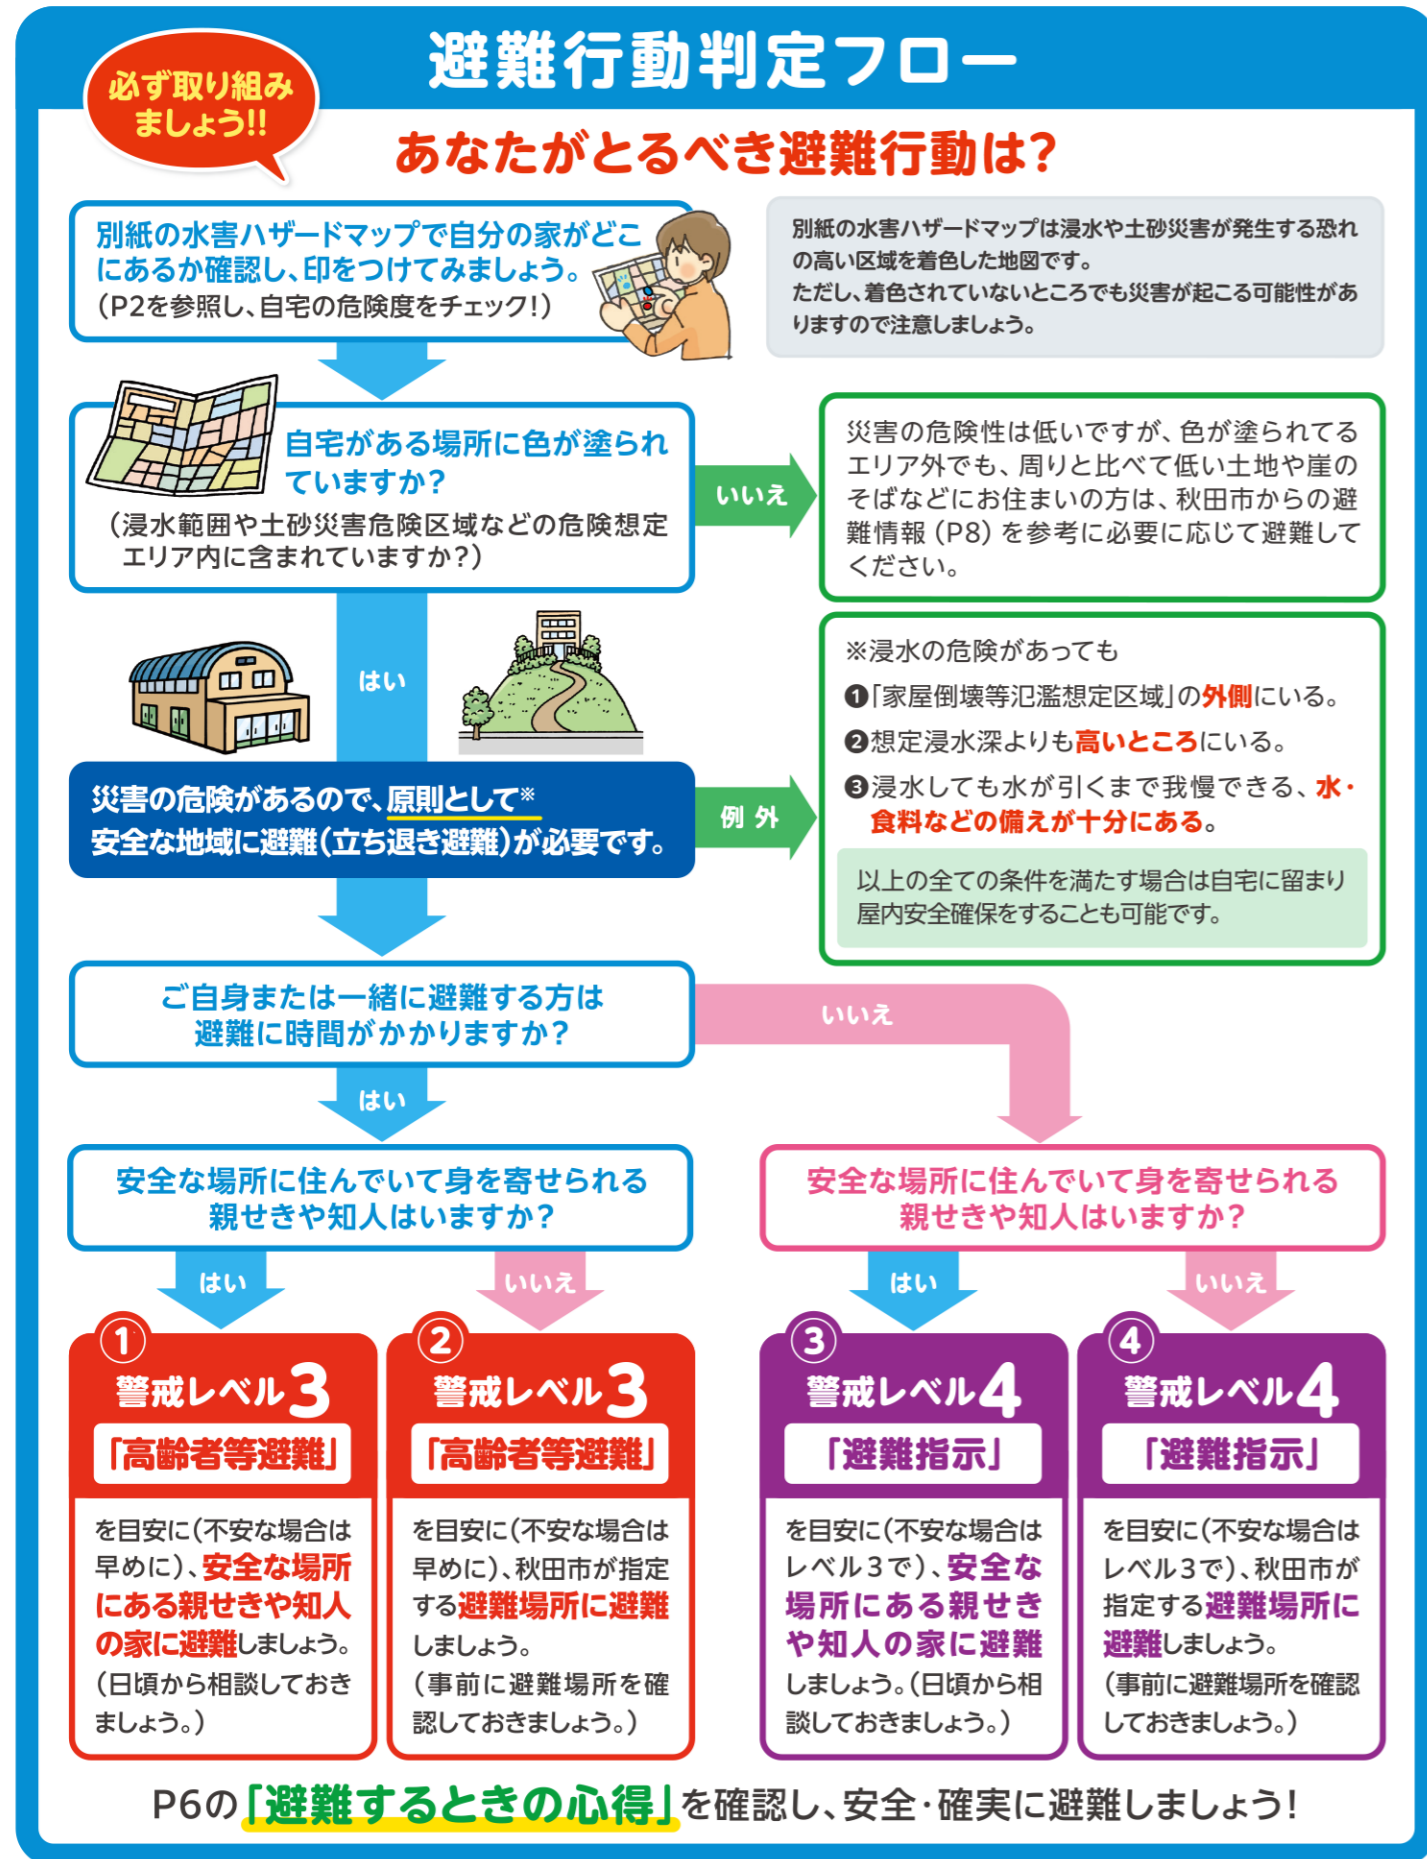 避難行動判定フロー
必ず取り組み
ましょう!!
あなたがとるべき避難行動は?
別紙の水害ハザードマップで自分の家がどこ
にあるか確認し、印をつけてみましょう。
(P2を参照し、自宅の危険度をチェック!)
別紙の水害ハザードマップは浸水や土砂災害が発生する恐れ
の高い区域を着色した地図です。
ただし、着色されていないところでも災害が起こる可能性があ
りますので注意しましょう。
自宅がある場所に色が塗られ
ていますか?
(浸水範囲や土砂災害危険区域などの危険想定
エリア内に含まれていますか?)
いいえ
災害の危険性は低いですが、色が塗られてる
エリア外でも、周りと比べて低い土地や崖の
そばなどにお住まいの方は、秋田市からの避
難情報(P8)を参考に必要に応じて避難して
ください。
はい
災害の危険があるので、原則として※
安全な地域に避難(立ち退き避難)が必要です。
例外
※浸水の危険があっても
❶「家屋倒壊等氾濫想定区域」の外側にいる。
❷想定浸水深よりも高いところにいる。
❸浸水しても水が引くまで我慢できる、水・
食料などの備えが十分にある。
以上の全ての条件を満たす場合は自宅に留まり
屋内安全確保をすることも可能です。
ご自身または一緒に避難する方は
避難に時間がかかりますか?
いいえ
はい
安全な場所に住んでいて身を寄せられる
親せきや知人はいますか?
安全な場所に住んでいて身を寄せられる
親せきや知人はいますか?
はい
いいえ
はい
いいえ
①
警戒レベル3
「高齢者等避難」
を目安に(不安な場合は
早めに)、安全な場所
にある親せきや知人
の家に避難しましょう。
(日頃から相談しておき
ましょう。)
②
警戒レベル3
「高齢者等避難」
を目安に(不安な場合は
早めに)、秋田市が指定
する避難場所に避難
しましょう。
(事前に避難場所を確
認しておきましょう。)
③
警戒レベル4
「避難指示」
を目安に(不安な場合は
レベル3で)、安全な
場所にある親せき
や知人の家に避難
しましょう。(日頃から相
談しておきましょう。)
④
警戒レベル4
「避難指示」
を目安に(不安な場合は
レベル3で)、秋田市が
指定する避難場所に
避難しましょう。
(事前に避難場所を確認
しておきましょう。)
P6の「避難するときの心得」を確認し、安全・確実に避難しましょう!